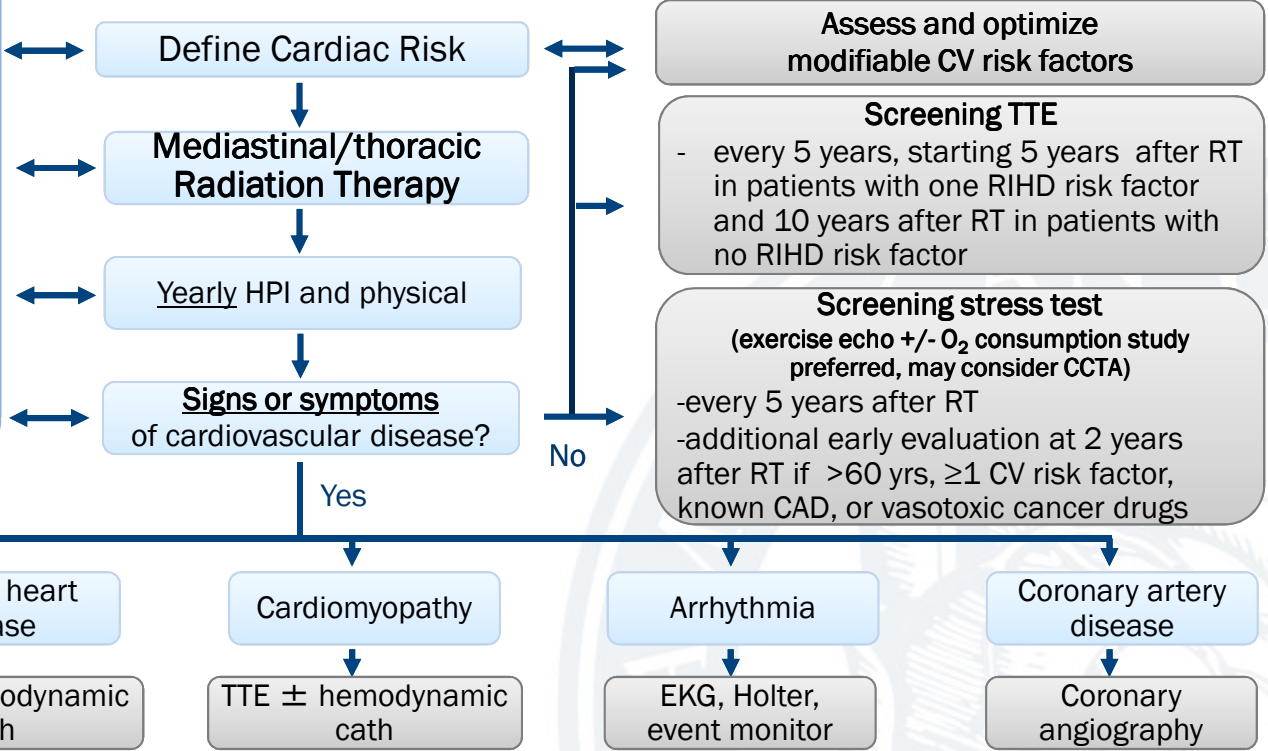 Define Cardiac Risk
Assess and optimize
modifiable CV risk factors
Mediastinal/thoracic
Radiation Therapy
Screening TTE
- every 5 years, starting 5 years after RT
in patients with one RIHD risk factor
and 10 years after RT in patients with
no RIHD risk factor
Yearly HPI and physical
Signs or symptoms
of cardiovascular disease?
Screening stress test
(exercise echo +/- O₂ consumption study
preferred, may consider CCTA)
-every 5 years after RT
-additional early evaluation at 2 years
after RT if >60 yrs, ≥1 CV risk factor,
known CAD, or vasotoxic cancer drugs
No
Yes
heart
Cardiomyopathy
Arrhythmia
Coronary artery
disease
TTE ± hemodynamic
cath
EKG, Holter,
event monitor
Coronary
angiography